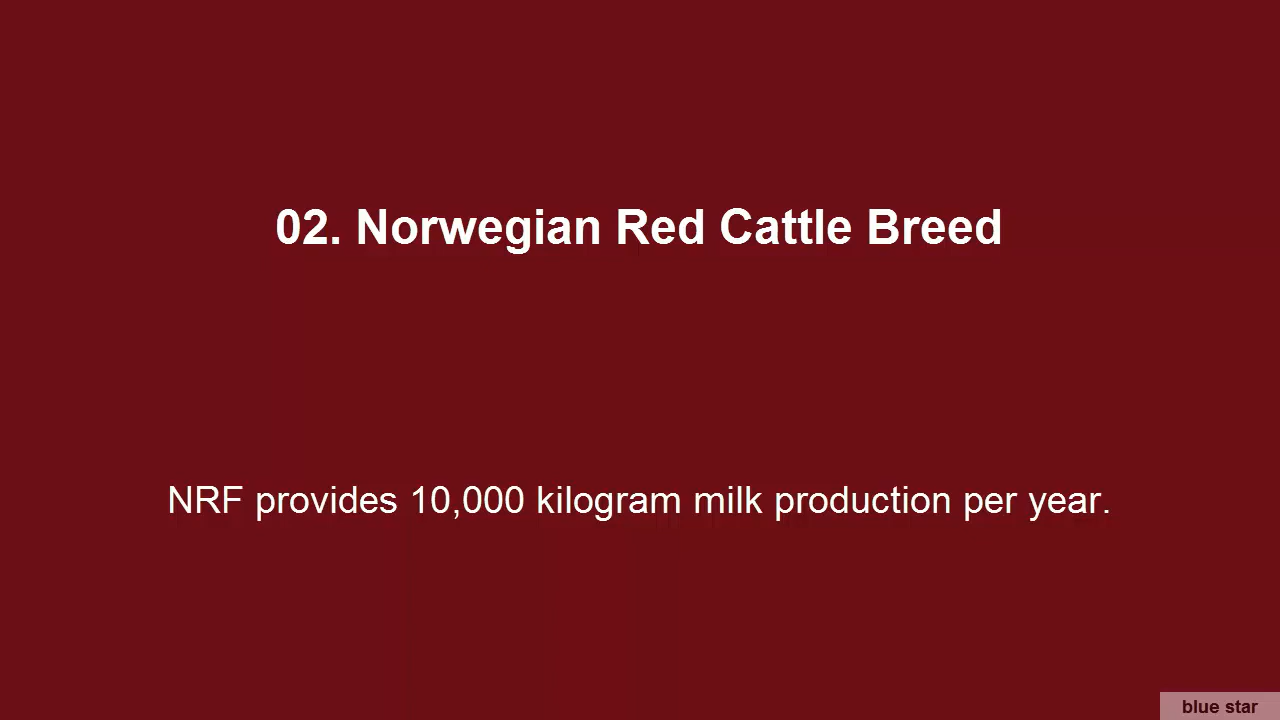 02. Norwegian Red Cattle Breed
NRF provides 10,000 kilogram milk production per year.
blue star